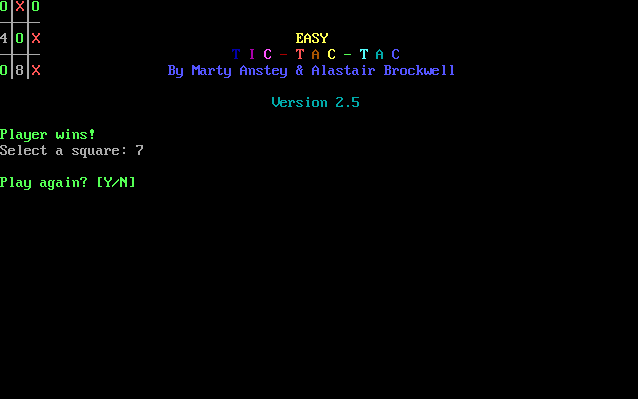 O|X|O
4|O|X
EASY
T I C - T A C - T A C
O|8|X
By Marty Anstey & Alastair Brockwell
Version 2.5
Player wins!
Select a square: 7
Play again? [Y/N]